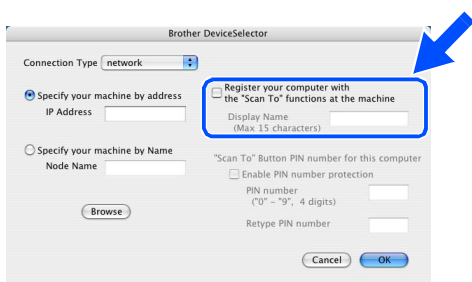 Brother DeviceSelector
Connection Type network
Specify your machine by address
IP Address
Specify your machine by Name
Node Name
Browse
Register your computer with
the "Scan To" functions at the machine
Display Name
(Max 15 characters)
"Scan To" Button PIN number for this computer
Enable PIN number protection
PIN number
("0" - "9", 4 digits)
Retype PIN number
Cancel OK